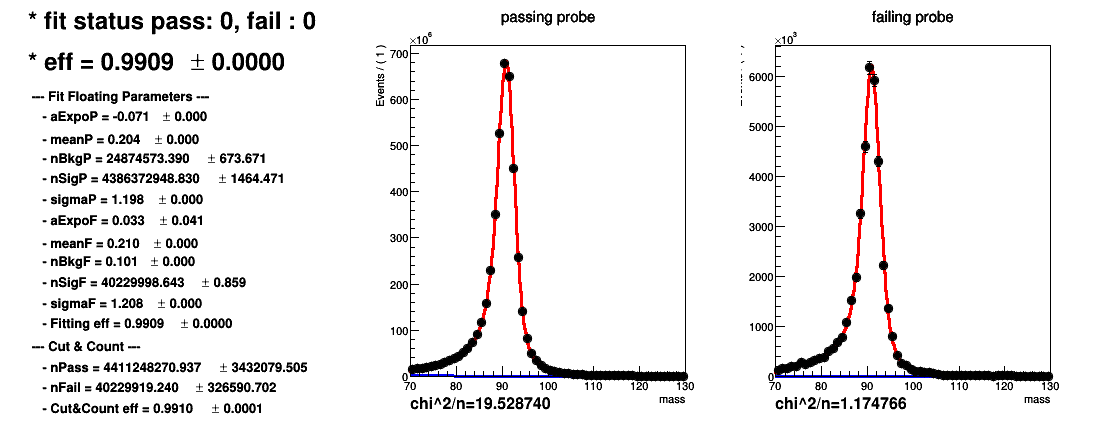 * fit status pass: 0, fail : 0
* eff = 0.9909 ± 0.0000
--- Fit Floating Parameters ---
- aExpoP = -0.071 ± 0.000
- meanP = 0.204 ± 0.000
- nBkgP = 24874573.390 ± 673.671
- nSigP = 4386372948.830 ± 1464.471
- sigmaP = 1.198 ± 0.000
- aExpoF = 0.033 ± 0.041
- meanF = 0.210 ± 0.000
- nBkgF = 0.101 ± 0.000
- nSigF = 40229998.643 ± 0.859
- sigmaF = 1.208 ± 0.000
- Fitting eff = 0.9909 ± 0.0000
--- Cut & Count ---
- nPass = 4411248270.937 ± 3432079.505
- nFail = 40229919.240 ± 326590.702
- Cut&Count eff = 0.9910 ± 0.0001
passing probe
×10^6
Events / ( 1 )
700
600
500
400
300
200
100
0
70 80 90 100 110 120 130
mass
chi^2/n=19.528740
failing probe
×10^3
6000
5000
4000
3000
2000
1000
0
70 80 90 100 110 120 130
mass
chi^2/n=1.174766